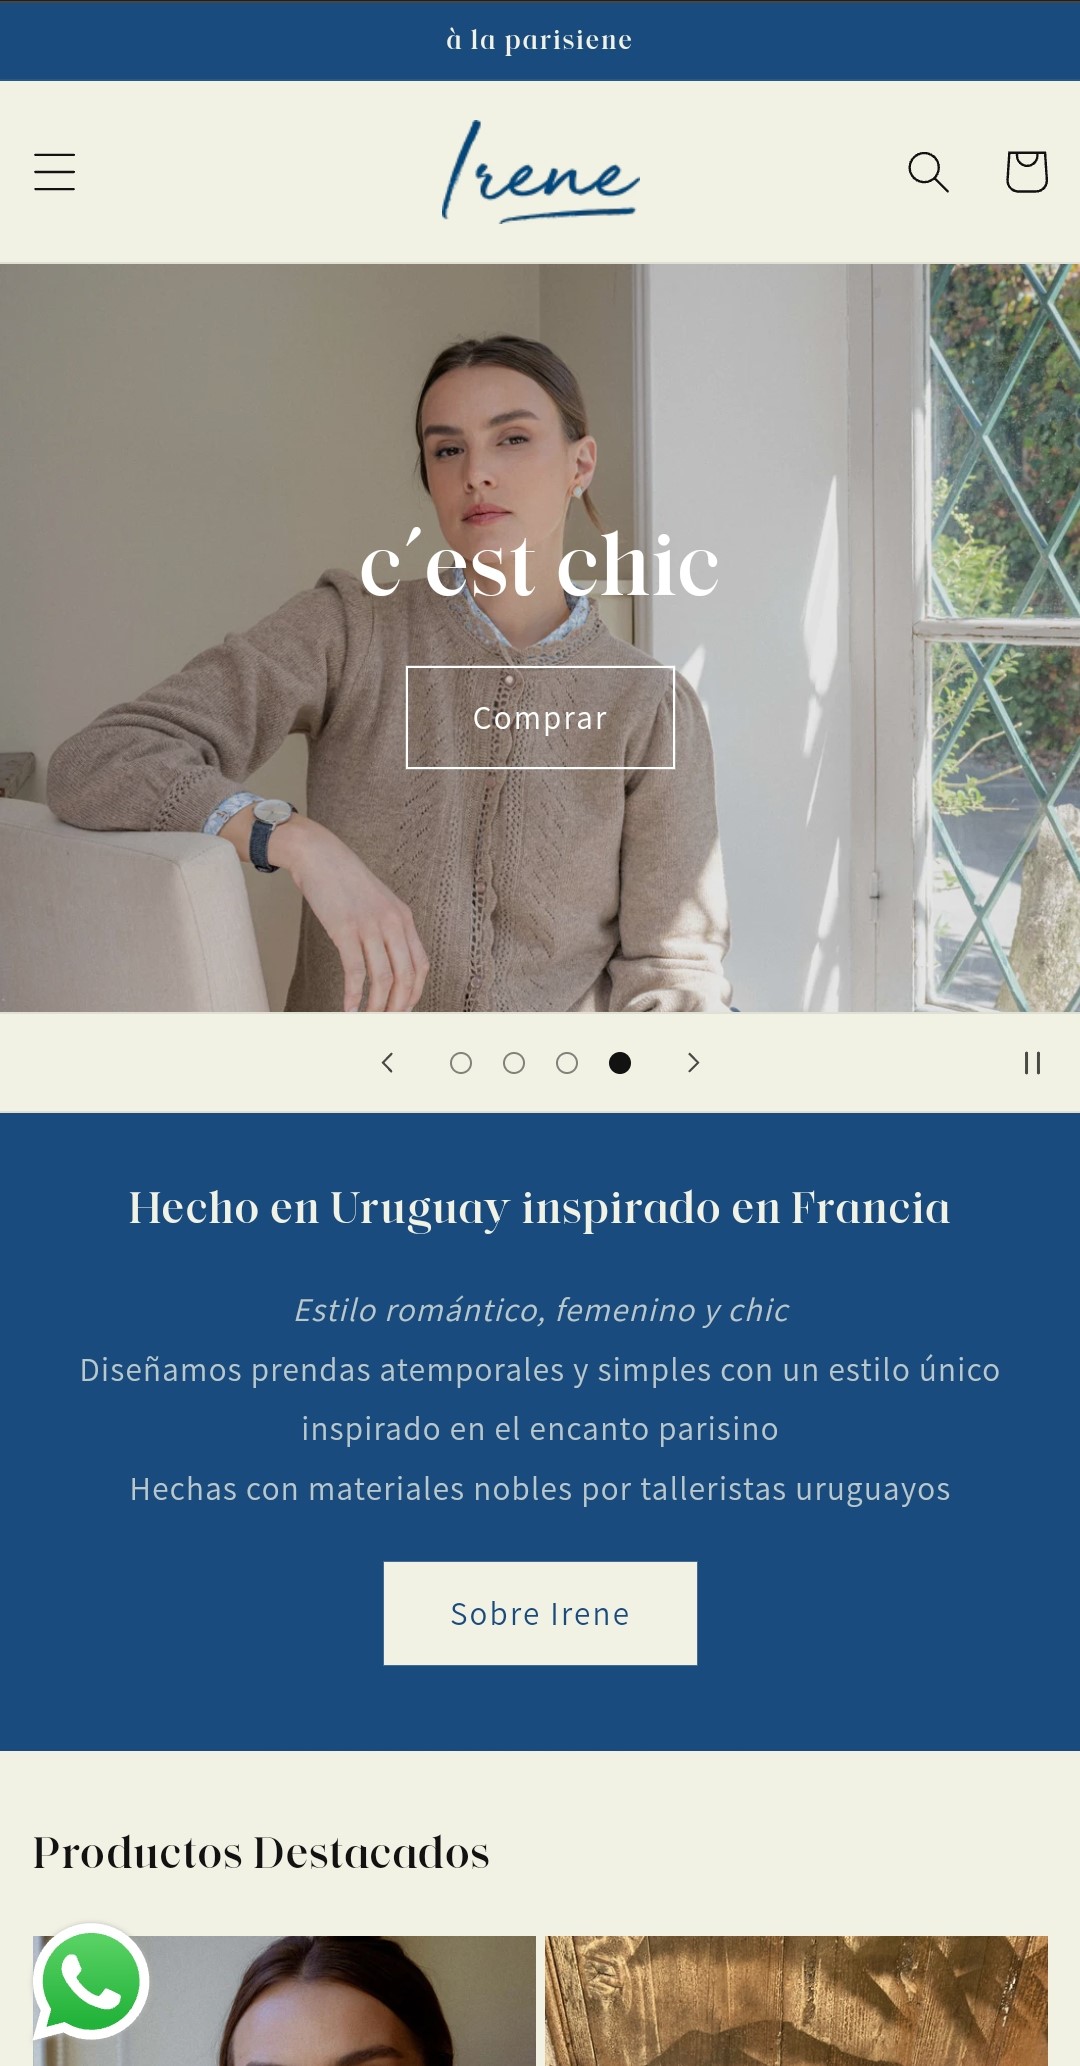 à la parisiene
Irene
c´est chic
Comprar
Hecho en Uruguay inspirado en Francia
Estilo romántico, femenino y chic
Diseñamos prendas atemporales y simples con un estilo único
inspirado en el encanto parisino
Hechas con materiales nobles por talleristas uruguayos
Sobre Irene
Productos Destacados